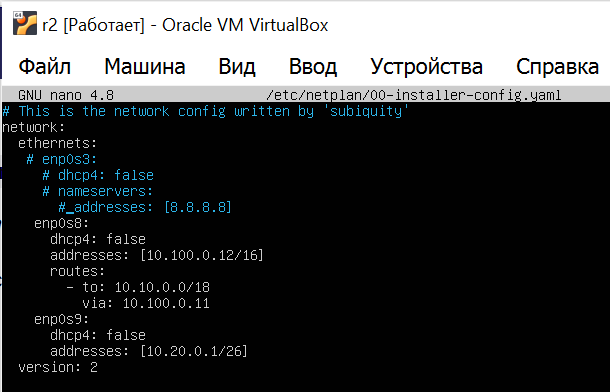 64
r2 [Работает] - Oracle VM VirtualBox
Файл Машина Вид Ввод Устройства Справка
GNU nano 4.8 /etc/netplan/00-installer-config.yaml
# This is the network config written by 'subiquity'
network:
  ethernets:
   # enp0s3:
     # dhcp4: false
     # nameservers:
       #_addresses: [8.8.8.8]
    enp0s8:
      dhcp4: false
      addresses: [10.100.0.12/16]
      routes:
        - to: 10.10.0.0/18
          via: 10.100.0.11
    enp0s9:
      dhcp4: false
      addresses: [10.20.0.1/26]
  version: 2